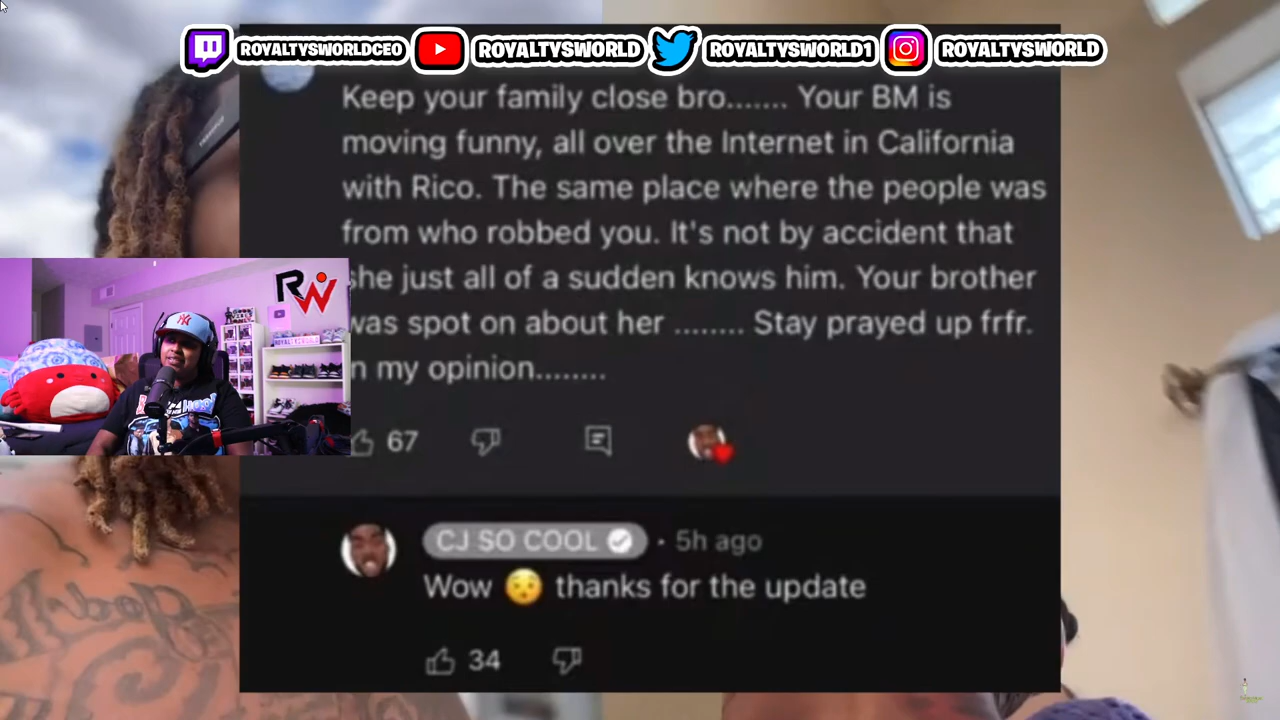 ROYALTYSWORLDCEO ROYALTYSWORLD ROYALTYSWORLD1 ROYALTYSWORLD
Keep your family close bro....... Your BM is
moving funny, all over the Internet in California
with Rico. The same place where the people was
from who robbed you. It's not by accident that
she just all of a sudden knows him. Your brother
was spot on about her ........ Stay prayed up frfr.
n my opinion........
67
CJ SO COOL • 5h ago
Wow 😧 thanks for the update
34
RW